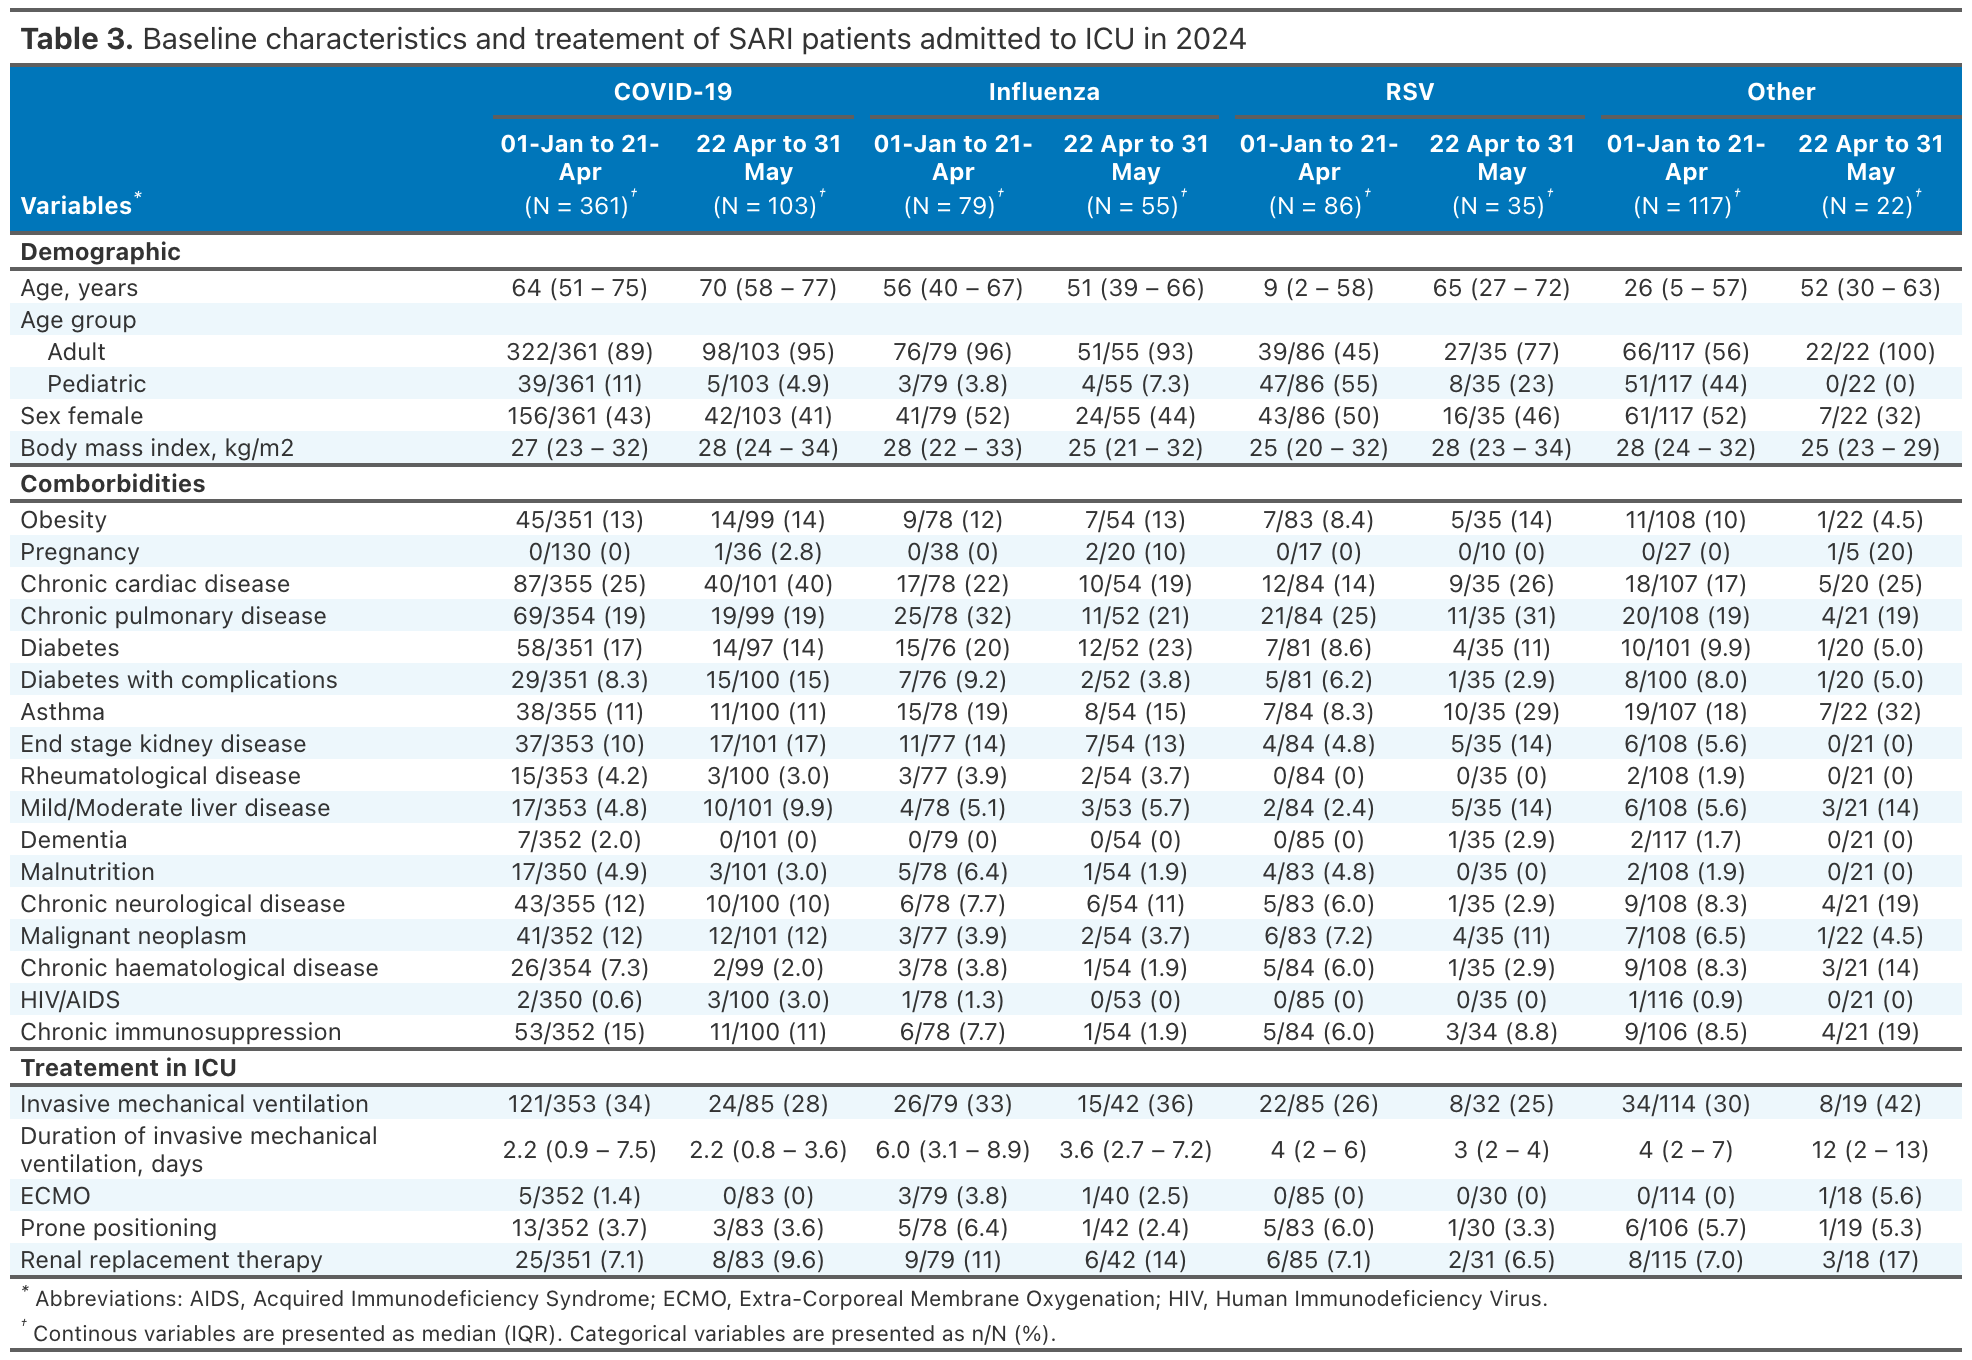 Table 3. Baseline characteristics and treatement of SARI patients admitted to ICU in 2024
COVID-19 Influenza RSV Other
01-Jan to 21- 22 Apr to 31 01-Jan to 21- 22 Apr to 31 01-Jan to 21- 22 Apr to 31 01-Jan to 21- 22 Apr to 31
Apr May Apr May Apr May Apr May
Variables* (N = 361)† (N = 103)† (N = 79)† (N = 55)† (N = 86)† (N = 35)† (N = 117)† (N = 22)†
Demographic
Age, years 64 (51 – 75) 70 (58 – 77) 56 (40 – 67) 51 (39 – 66) 9 (2 – 58) 65 (27 – 72) 26 (5 – 57) 52 (30 – 63)
Age group
Adult 322/361 (89) 98/103 (95) 76/79 (96) 51/55 (93) 39/86 (45) 27/35 (77) 66/117 (56) 22/22 (100)
Pediatric 39/361 (11) 5/103 (4.9) 3/79 (3.8) 4/55 (7.3) 47/86 (55) 8/35 (23) 51/117 (44) 0/22 (0)
Sex female 156/361 (43) 42/103 (41) 41/79 (52) 24/55 (44) 43/86 (50) 16/35 (46) 61/117 (52) 7/22 (32)
Body mass index, kg/m2 27 (23 – 32) 28 (24 – 34) 28 (22 – 33) 25 (21 – 32) 25 (20 – 32) 28 (23 – 34) 28 (24 – 32) 25 (23 – 29)
Comborbidities
Obesity 45/351 (13) 14/99 (14) 9/78 (12) 7/54 (13) 7/83 (8.4) 5/35 (14) 11/108 (10) 1/22 (4.5)
Pregnancy 0/130 (0) 1/36 (2.8) 0/38 (0) 2/20 (10) 0/17 (0) 0/10 (0) 0/27 (0) 1/5 (20)
Chronic cardiac disease 87/355 (25) 40/101 (40) 17/78 (22) 10/54 (19) 12/84 (14) 9/35 (26) 18/107 (17) 5/20 (25)
Chronic pulmonary disease 69/354 (19) 19/99 (19) 25/78 (32) 11/52 (21) 21/84 (25) 11/35 (31) 20/108 (19) 4/21 (19)
Diabetes 58/351 (17) 14/97 (14) 15/76 (20) 12/52 (23) 7/81 (8.6) 4/35 (11) 10/101 (9.9) 1/20 (5.0)
Diabetes with complications 29/351 (8.3) 15/100 (15) 7/76 (9.2) 2/52 (3.8) 5/81 (6.2) 1/35 (2.9) 8/100 (8.0) 1/20 (5.0)
Asthma 38/355 (11) 11/100 (11) 15/78 (19) 8/54 (15) 7/84 (8.3) 10/35 (29) 19/107 (18) 7/22 (32)
End stage kidney disease 37/353 (10) 17/101 (17) 11/77 (14) 7/54 (13) 4/84 (4.8) 5/35 (14) 6/108 (5.6) 0/21 (0)
Rheumatological disease 15/353 (4.2) 3/100 (3.0) 3/77 (3.9) 2/54 (3.7) 0/84 (0) 0/35 (0) 2/108 (1.9) 0/21 (0)
Mild/Moderate liver disease 17/353 (4.8) 10/101 (9.9) 4/78 (5.1) 3/53 (5.7) 2/84 (2.4) 5/35 (14) 6/108 (5.6) 3/21 (14)
Dementia 7/352 (2.0) 0/101 (0) 0/79 (0) 0/54 (0) 0/85 (0) 1/35 (2.9) 2/117 (1.7) 0/21 (0)
Malnutrition 17/350 (4.9) 3/101 (3.0) 5/78 (6.4) 1/54 (1.9) 4/83 (4.8) 0/35 (0) 2/108 (1.9) 0/21 (0)
Chronic neurological disease 43/355 (12) 10/100 (10) 6/78 (7.7) 6/54 (11) 5/83 (6.0) 1/35 (2.9) 9/108 (8.3) 4/21 (19)
Malignant neoplasm 41/352 (12) 12/101 (12) 3/77 (3.9) 2/54 (3.7) 6/83 (7.2) 4/35 (11) 7/108 (6.5) 1/22 (4.5)
Chronic haematological disease 26/354 (7.3) 2/99 (2.0) 3/78 (3.8) 1/54 (1.9) 5/84 (6.0) 1/35 (2.9) 9/108 (8.3) 3/21 (14)
HIV/AIDS 2/350 (0.6) 3/100 (3.0) 1/78 (1.3) 0/53 (0) 0/85 (0) 0/35 (0) 1/116 (0.9) 0/21 (0)
Chronic immunosuppression 53/352 (15) 11/100 (11) 6/78 (7.7) 1/54 (1.9) 5/84 (6.0) 3/34 (8.8) 9/106 (8.5) 4/21 (19)
Treatement in ICU
Invasive mechanical ventilation 121/353 (34) 24/85 (28) 26/79 (33) 15/42 (36) 22/85 (26) 8/32 (25) 34/114 (30) 8/19 (42)
Duration of invasive mechanical
ventilation, days 2.2 (0.9 – 7.5) 2.2 (0.8 – 3.6) 6.0 (3.1 – 8.9) 3.6 (2.7 – 7.2) 4 (2 – 6) 3 (2 – 4) 4 (2 – 7) 12 (2 – 13)
ECMO 5/352 (1.4) 0/83 (0) 3/79 (3.8) 1/40 (2.5) 0/85 (0) 0/30 (0) 0/114 (0) 1/18 (5.6)
Prone positioning 13/352 (3.7) 3/83 (3.6) 5/78 (6.4) 1/42 (2.4) 5/83 (6.0) 1/30 (3.3) 6/106 (5.7) 1/19 (5.3)
Renal replacement therapy 25/351 (7.1) 8/83 (9.6) 9/79 (11) 6/42 (14) 6/85 (7.1) 2/31 (6.5) 8/115 (7.0) 3/18 (17)
* Abbreviations: AIDS, Acquired Immunodeficiency Syndrome; ECMO, Extra-Corporeal Membrane Oxygenation; HIV, Human Immunodeficiency Virus.
† Continous variables are presented as median (IQR). Categorical variables are presented as n/N (%).